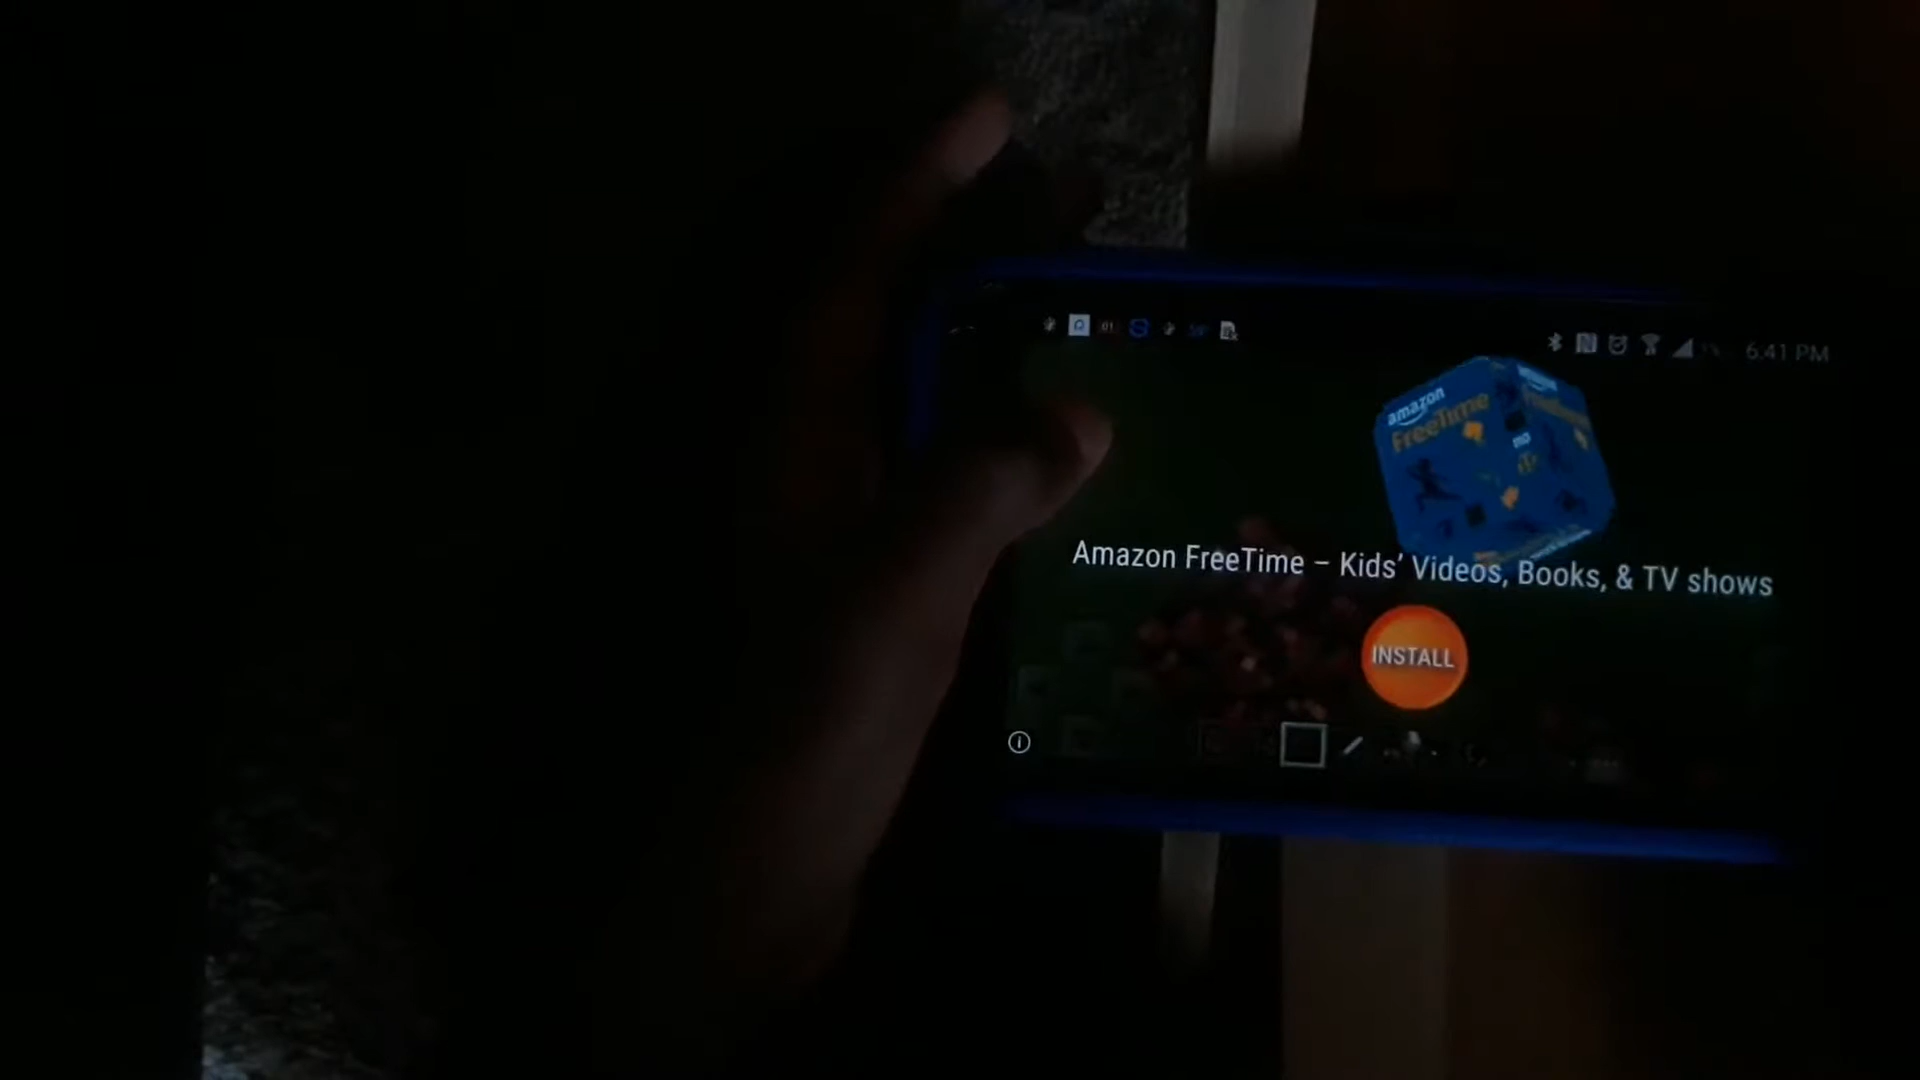 6:41 PM
amazon
FreeTime
Amazon FreeTime – Kids’ Videos, Books, & TV shows
INSTALL